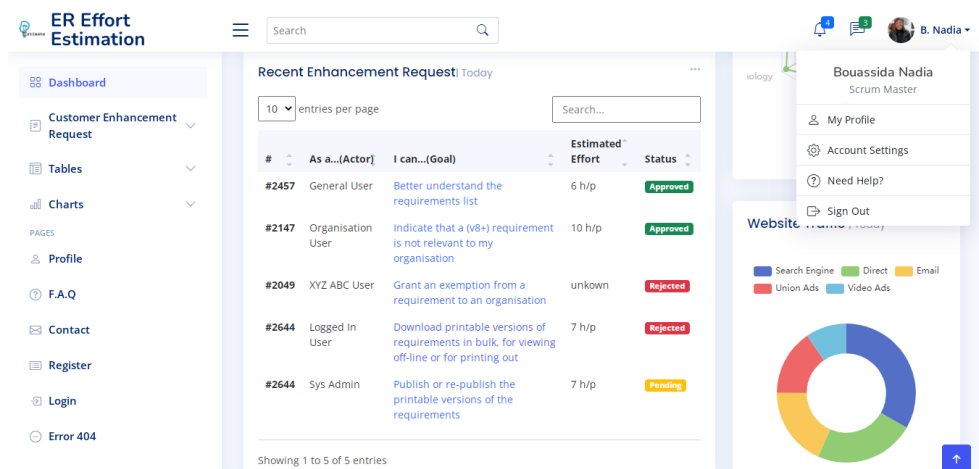 ER Effort
Estimation
Search
4
3
B. Nadia
Bouassida Nadia
Scrum Master
My Profile
Account Settings
Need Help?
Sign Out
Dashboard
Customer Enhancement
Request
Tables
Charts
PAGES
Profile
F.A.Q
Contact
Register
Login
Error 404
Recent Enhancement Request| Today
10 entries per page
Search...
# As a...(Actor) I can...(Goal) Estimated
Effort Status
#2457 General User Better understand the
requirements list 6 h/p Approved
#2147 Organisation
User Indicate that a (v8+) requirement
is not relevant to my
organisation 10 h/p Approved
#2049 XYZ ABC User Grant an exemption from a
requirement to an organisation unkown Rejected
#2644 Logged In
User Download printable versions of
requirements in bulk, for viewing
off-line or for printing out 7 h/p Rejected
#2644 Sys Admin Publish or re-publish the
printable versions of the
requirements 7 h/p Pending
Showing 1 to 5 of 5 entries
nology
Website Traffic | Today
Search Engine Direct Email
Union Ads Video Ads